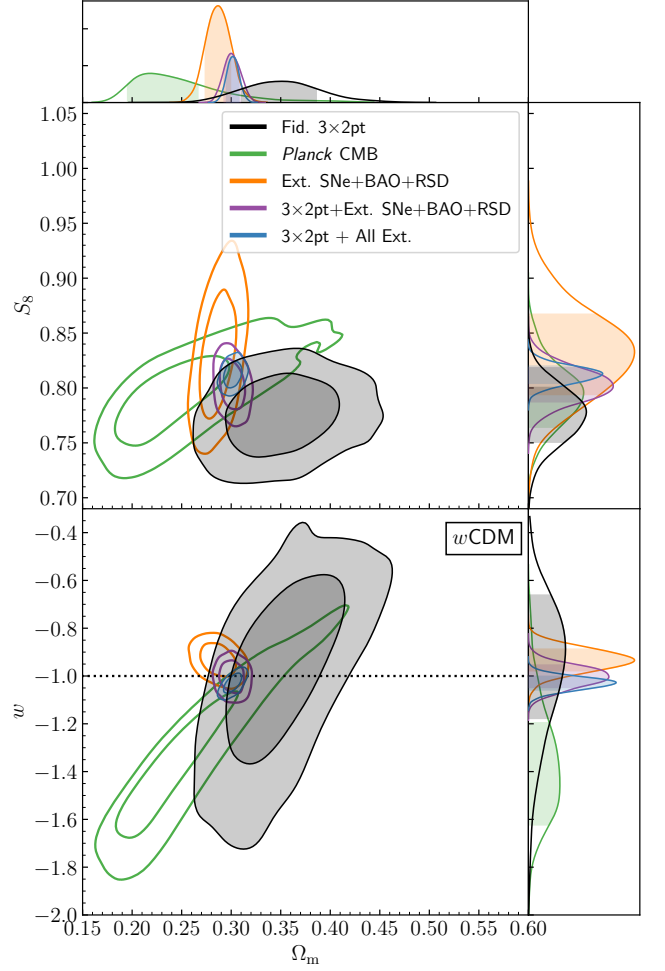 1.05
1.00
0.95
0.90
0.85
0.80
0.75
0.70
S8
Fid. 3×2pt
Planck CMB
Ext. SNe+BAO+RSD
3×2pt+Ext. SNe+BAO+RSD
3×2pt + All Ext.
wCDM
−0.4
−0.6
−0.8
−1.0
−1.2
−1.4
−1.6
−1.8
−2.0
w
0.15 0.20 0.25 0.30 0.35 0.40 0.45 0.50 0.55 0.60
Ωm